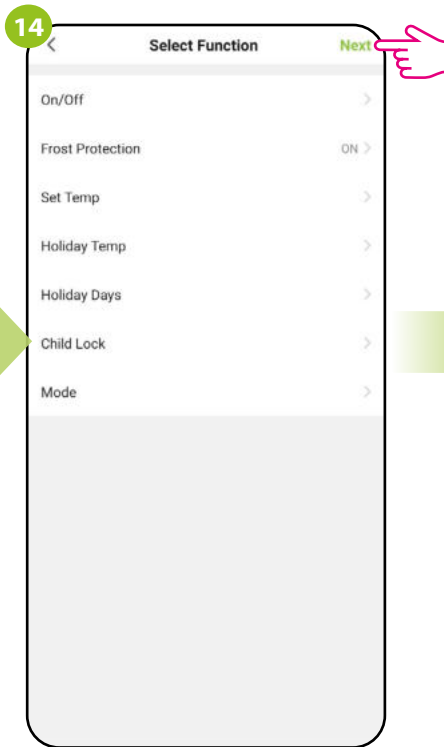 14
Select Function Next
On/Off
Frost Protection ON
Set Temp
Holiday Temp
Holiday Days
Child Lock
Mode